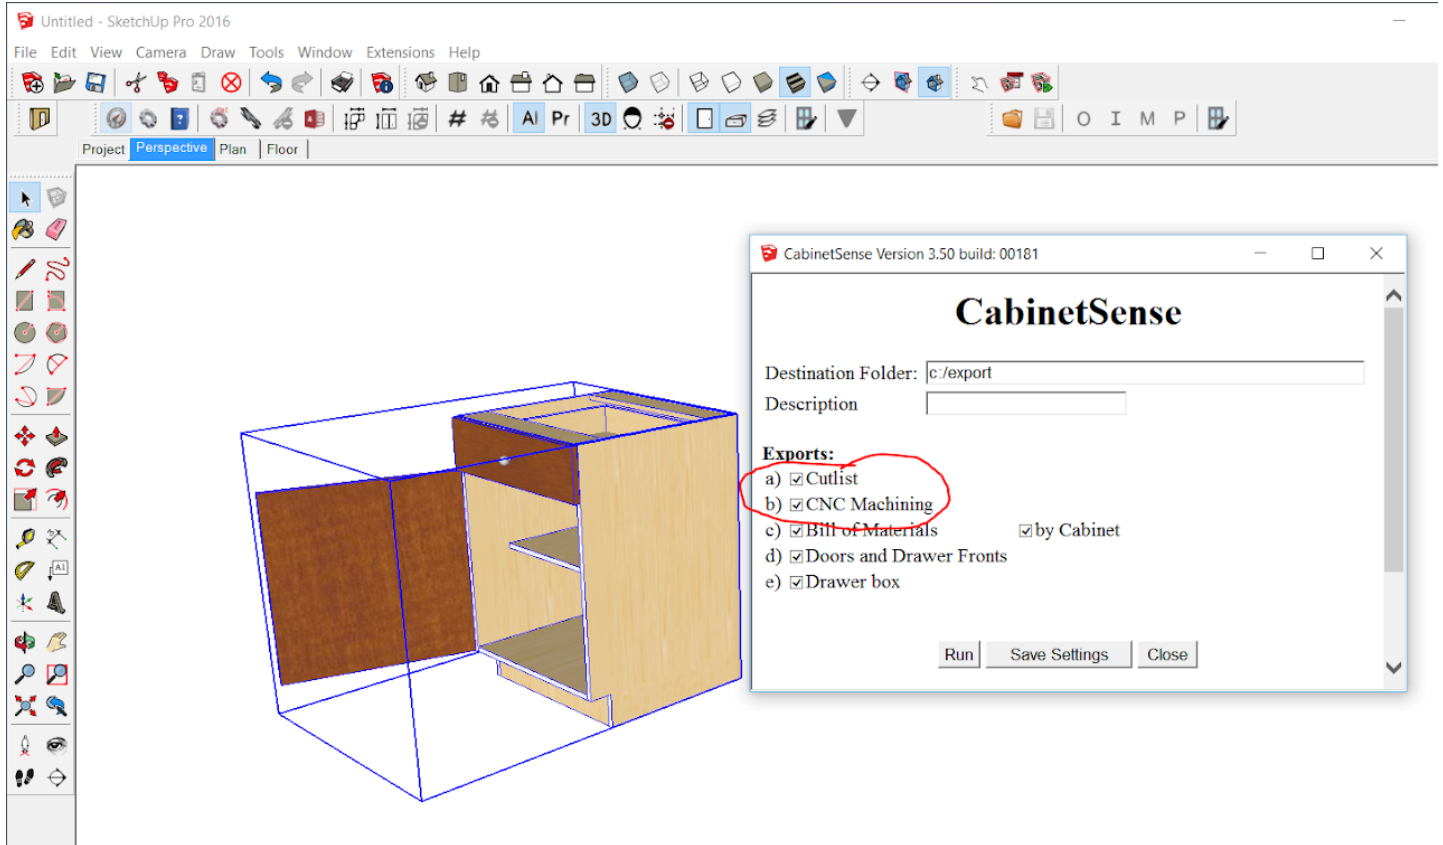 Untitled - SketchUp Pro 2016
File Edit View Camera Draw Tools Window Extensions Help
AI Pr 3D O I M P
Project Perspective Plan Floor
CabinetSense Version 3.50 build: 00181
CabinetSense
Destination Folder: c:/export
Description
Exports:
a) Cutlist
b) CNC Machining
c) Bill of Materials by Cabinet
d) Doors and Drawer Fronts
e) Drawer box
Run Save Settings Close
A1